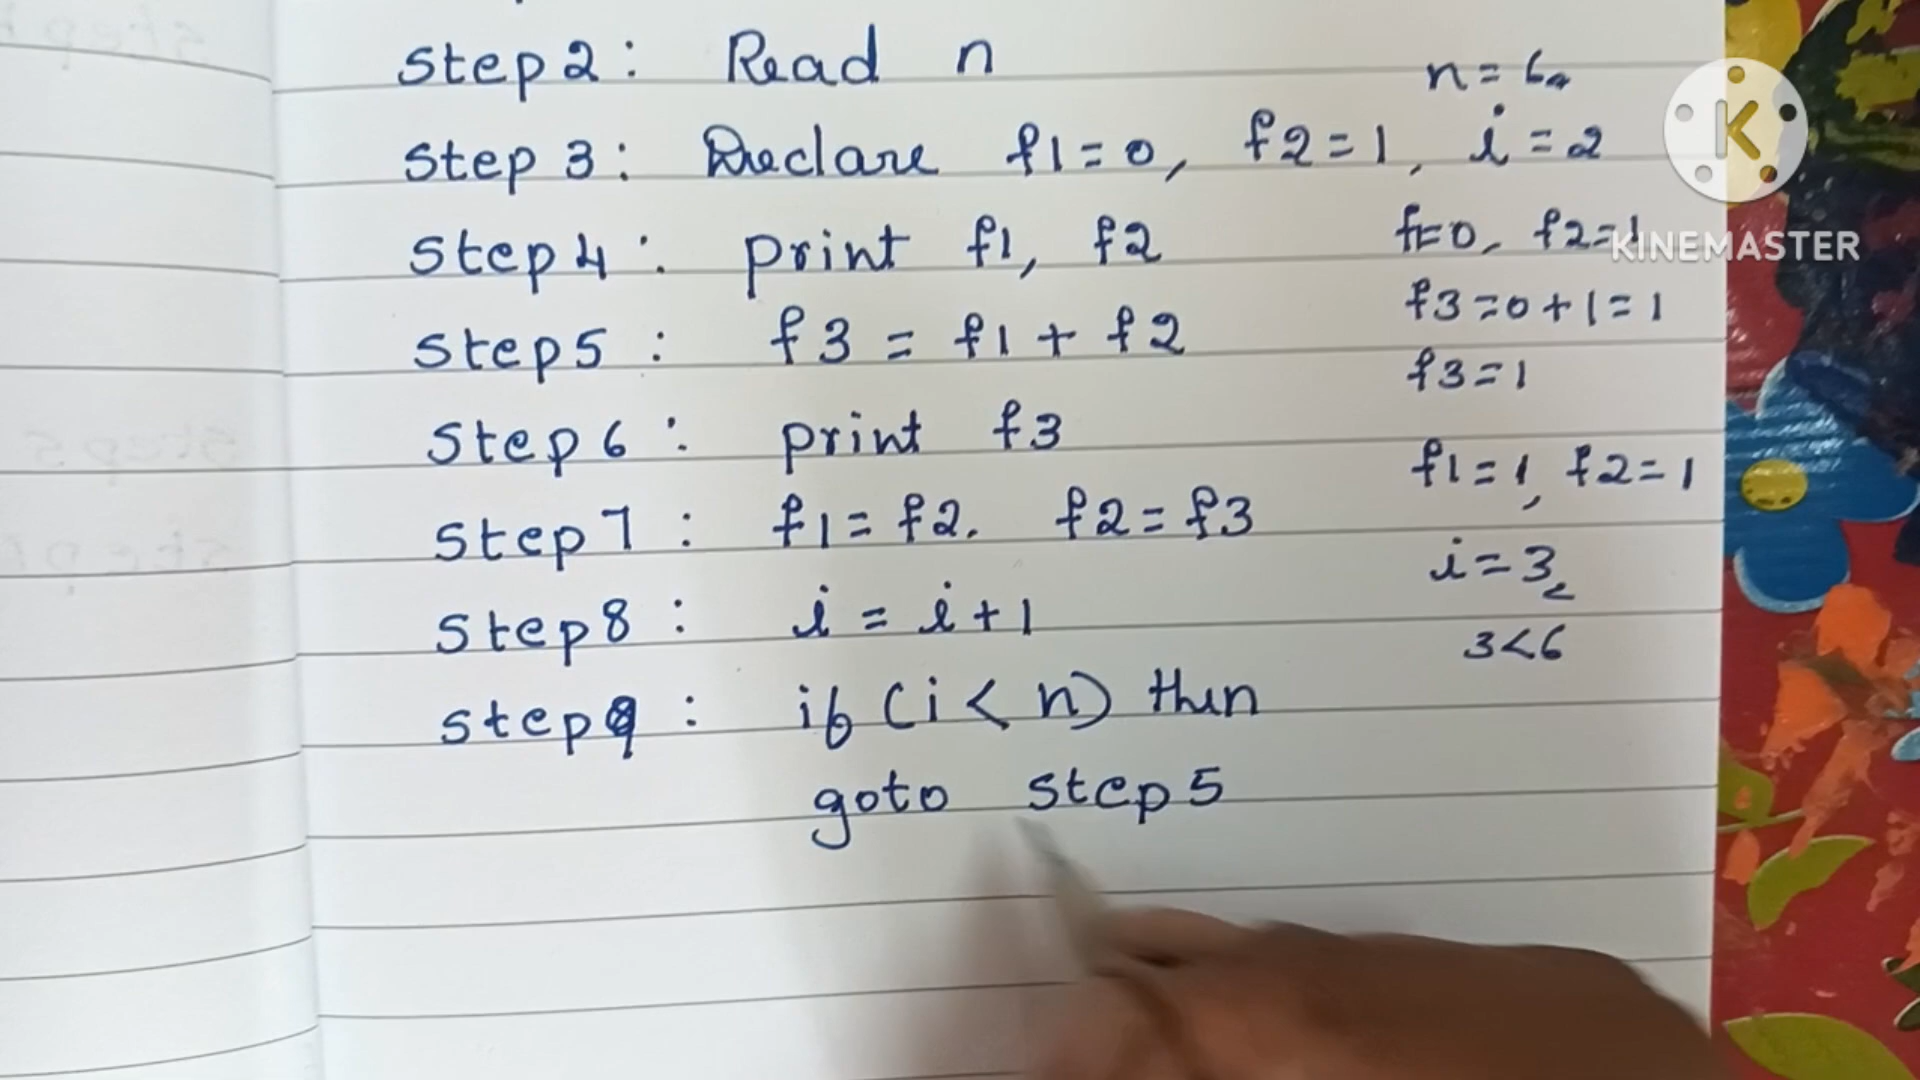 step 2 : Read n
n = 6
step 3 : Declare f1 = 0, f2 = 1, i = 2
step 4 : print f1, f2
f1=0, f2=1
KINEMASTER
step 5 : f3 = f1 + f2
f3 = 0 + 1 = 1
f3 = 1
step 6 : print f3
f1 = 1, f2 = 1
step 7 : f1 = f2. f2 = f3
i = 3
step 8 : i = i + 1
3 < 6
step 9 : if (i < n) then
goto step 5